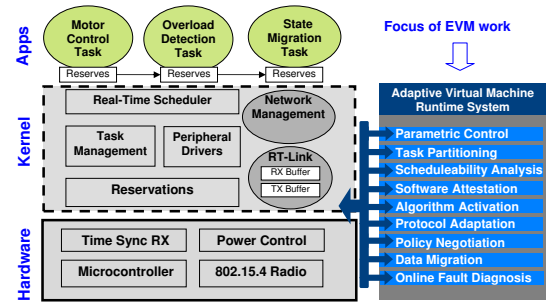 Apps
Motor
Control
Task
Overload
Detection
Task
State
Migration
Task
Reserves
Reserves
Reserves
Focus of EVM work
Kernel
Real-Time Scheduler
Network
Management
Task
Management
Peripheral
Drivers
RT-Link
RX Buffer
TX Buffer
Reservations
Hardware
Time Sync RX
Power Control
Microcontroller
802.15.4 Radio
Adaptive Virtual Machine
Runtime System
Parametric Control
Task Partitioning
Scheduleability Analysis
Software Attestation
Algorithm Activation
Protocol Adaptation
Policy Negotiation
Data Migration
Online Fault Diagnosis